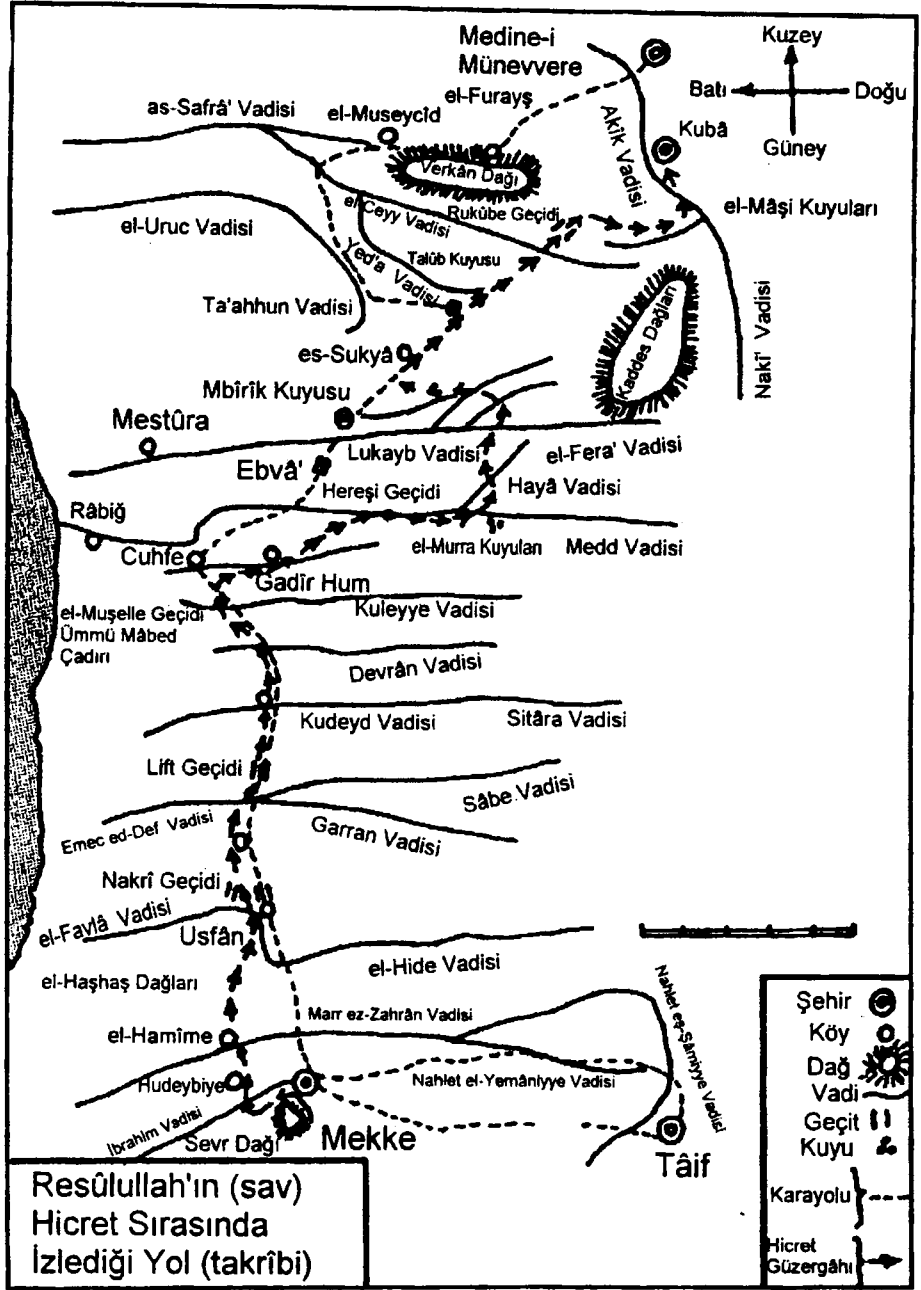 Medine-i
Münevvere
Kuzey
Batı
Doğu
Güney
el-Furayş
as-Safrâ' Vadisi
el-Museycîd
Akîk Vadisi
Kubâ
Verkân Dağı
el-Ceyy Vadisi
Rukûbe Geçidi
el-Mâşi Kuyuları
el-Uruc Vadisi
Yed'a Vadisi
Talûb Kuyusu
Ta'ahhun Vadisi
Kaddes Dağları
Nakî' Vadisi
es-Sukyâ
Mbîrîk Kuyusu
Mestûra
Lukayb Vadisi
el-Fera' Vadisi
Ebvâ'
Hereşi Geçidi
Hayâ Vadisi
Râbiğ
el-Murra Kuyuları
Medd Vadisi
Cuhfe
Gadîr Hum
el-Muşelle Geçidi
Ümmü Mâbed
Çadırı
Kuleyye Vadisi
Devrân Vadisi
Kudeyd Vadisi
Sitâra Vadisi
Lift Geçidi
Sâbe Vadisi
Emec ed-Def Vadisi
Garran Vadisi
Nakrî Geçidi
el-Favlâ Vadisi
Usfân
el-Hide Vadisi
el-Haşhaş Dağları
Nahlet eş-Şâmiyye Vadisi
Marr ez-Zahrân Vadisi
el-Hamîme
Hudeybiye
Nahlet el-Yemâniyye Vadisi
İbrahim Vadisi
Sevr Dağı
Mekke
Tâif
Şehir
Köy
Dağ
Vadi
Geçit
Kuyu
Karayolu
Hicret
Güzergâhı
Resûlullah'ın (sav)
Hicret Sırasında
İzlediği Yol (takrîbi)